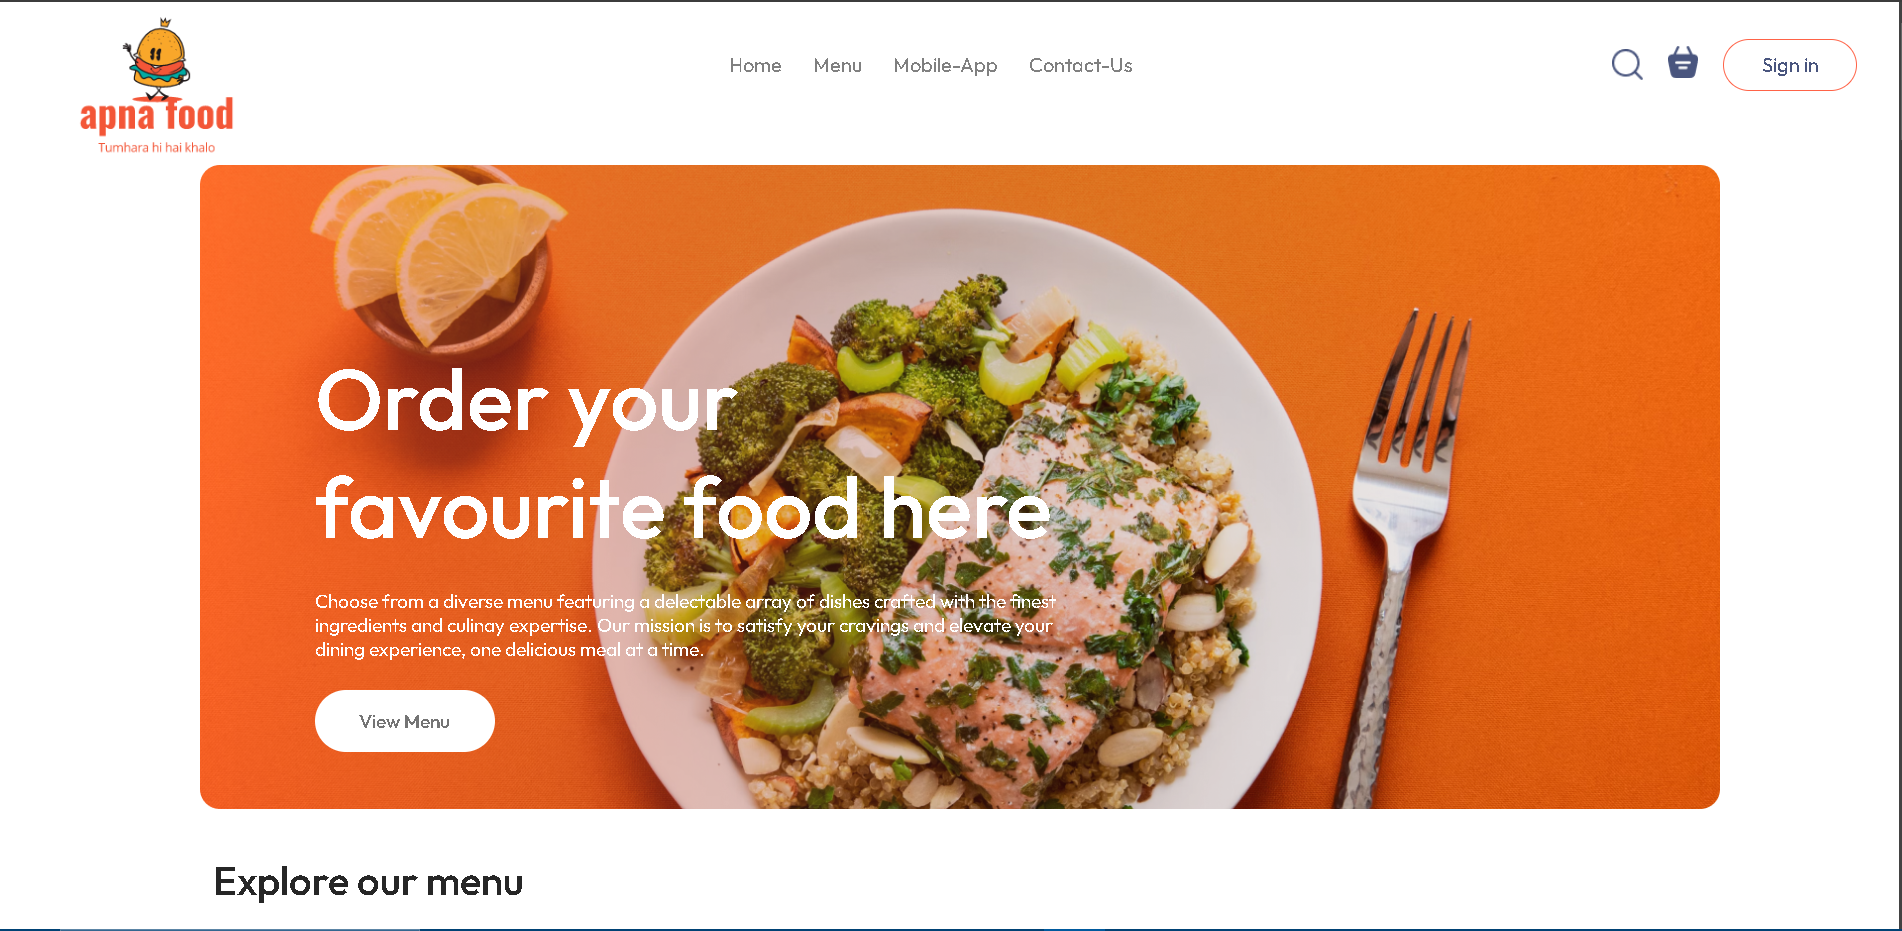 apna food
Tumhara hi hai khalo
Home
Menu
Mobile-App
Contact-Us
Sign in
Order your
favourite food here
Choose from a diverse menu featuring a delectable array of dishes crafted with the finest
ingredients and culinay expertise. Our mission is to satisfy your cravings and elevate your
dining experience, one delicious meal at a time.
View Menu
Explore our menu